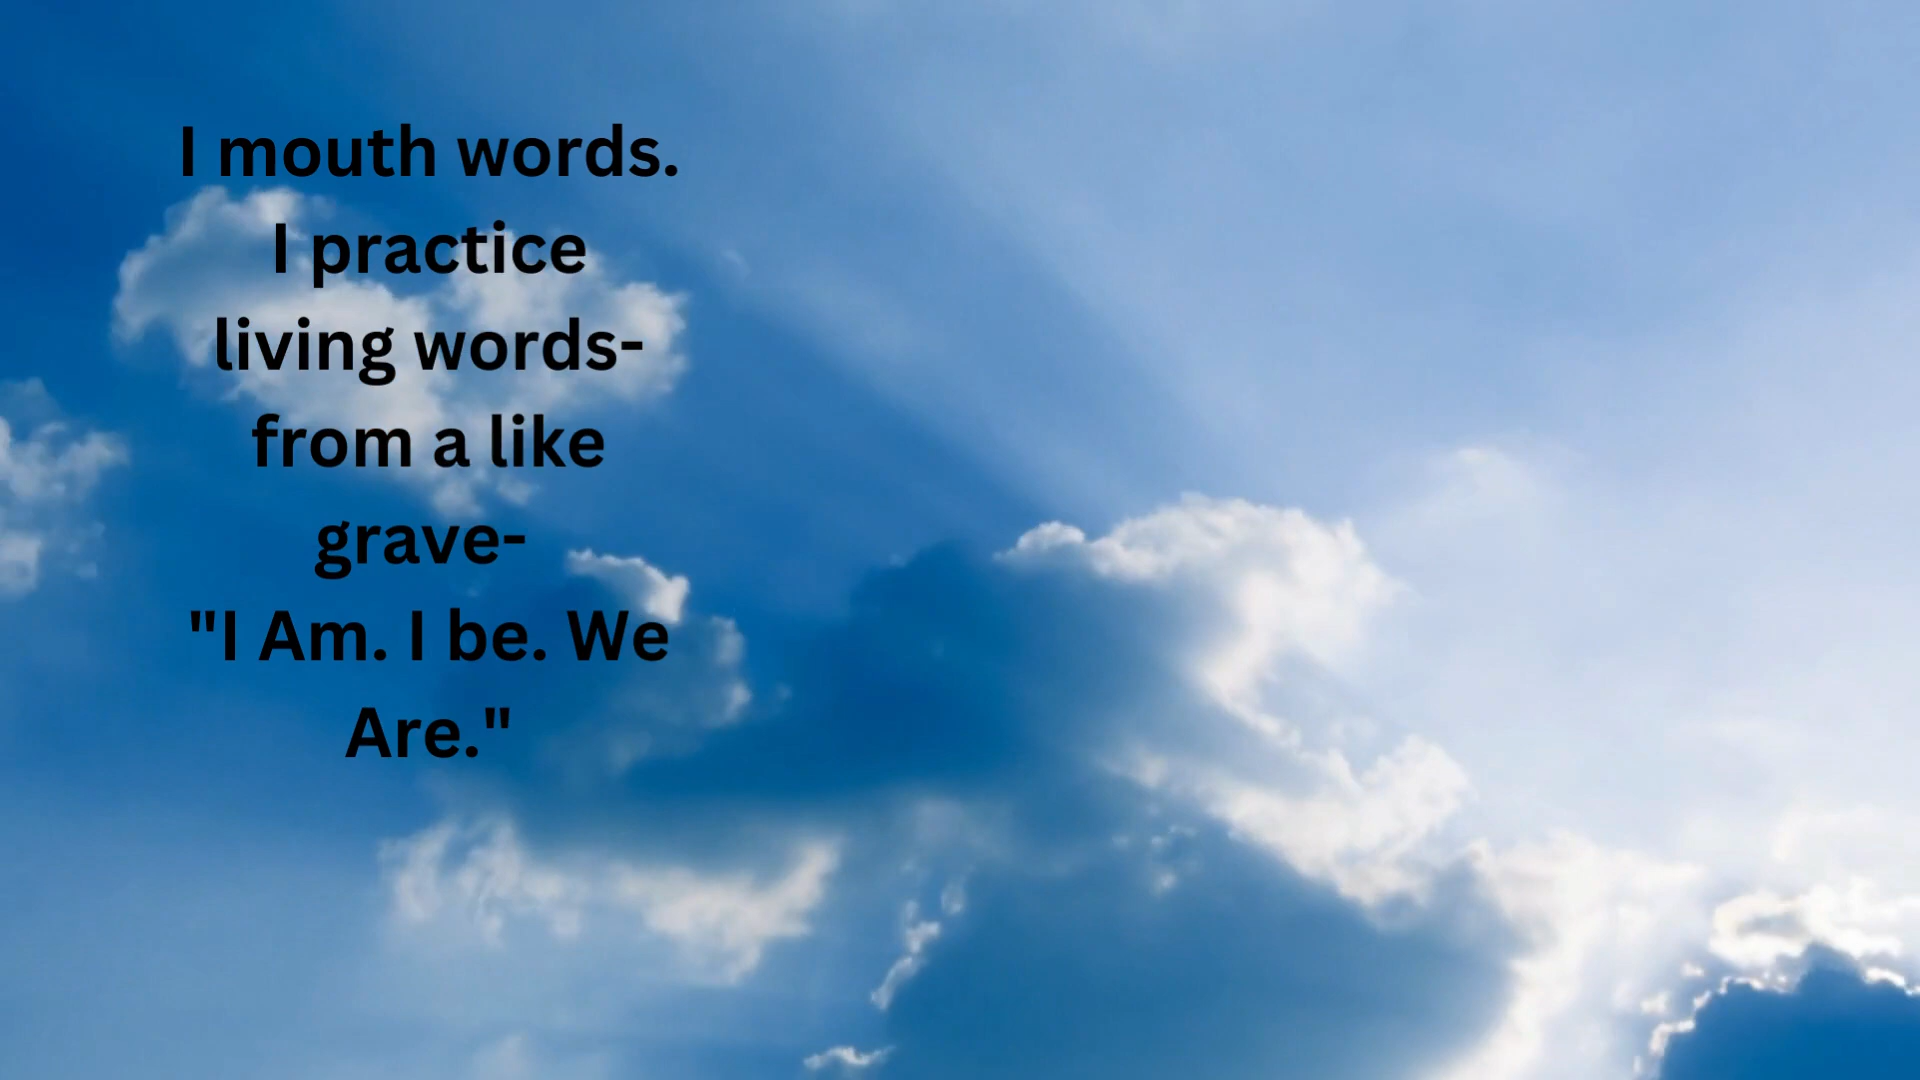 I mouth words.
I practice
living words-
from a like
grave-
"I Am. I be. We
Are."